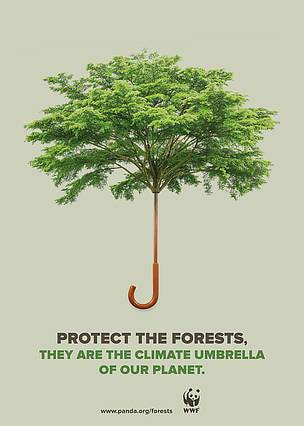 PROTECT THE FORESTS,
THEY ARE THE CLIMATE UMBRELLA
OF OUR PLANET.
www.panda.org/forests
WWF